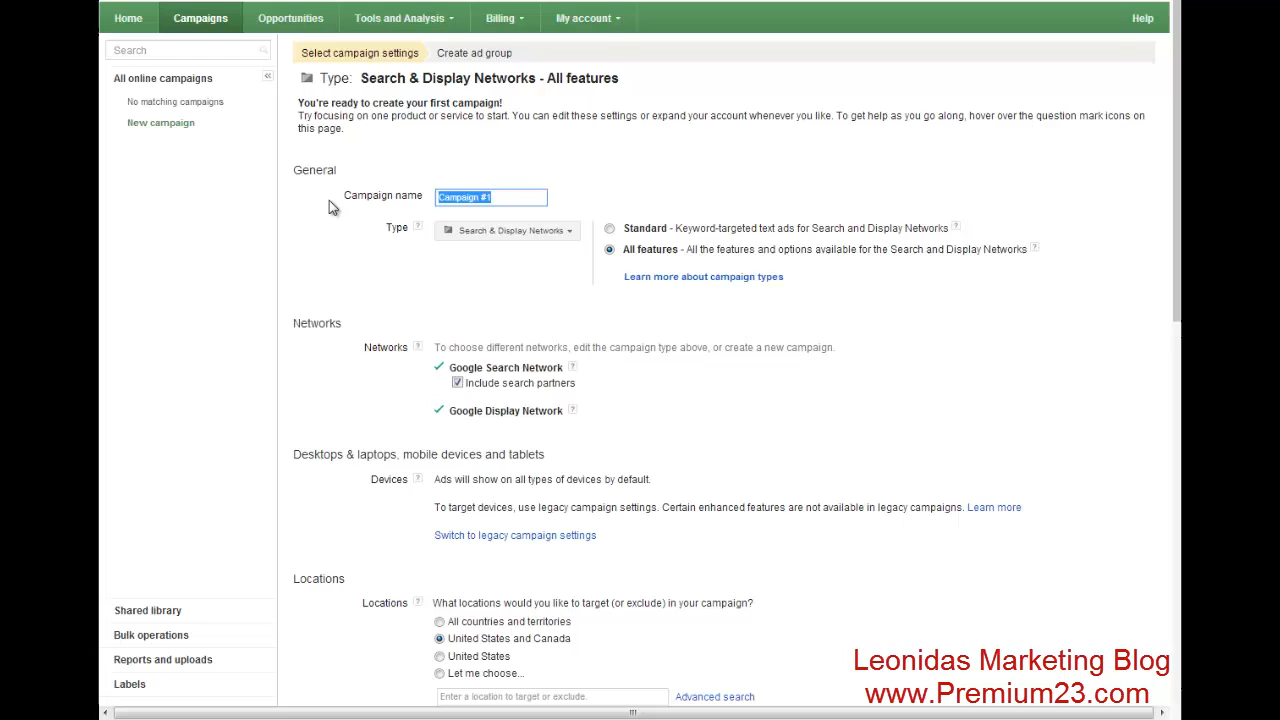 Home Campaigns Opportunities Tools and Analysis Billing My account Help
Search
Select campaign settings Create ad group
All online campaigns
Type: Search & Display Networks - All features
No matching campaigns
You're ready to create your first campaign!
Try focusing on one product or service to start. You can edit these settings or expand your account whenever you like. To get help as you go along, hover over the question mark icons on
this page.
New campaign
General
Campaign name Campaign #1
Type ? Search & Display Networks
Standard - Keyword-targeted text ads for Search and Display Networks ?
All features - All the features and options available for the Search and Display Networks ?
Learn more about campaign types
Networks
Networks ? To choose different networks, edit the campaign type above, or create a new campaign.
Google Search Network ?
Include search partners
Google Display Network ?
Desktops & laptops, mobile devices and tablets
Devices ? Ads will show on all types of devices by default.
To target devices, use legacy campaign settings. Certain enhanced features are not available in legacy campaigns. Learn more
Switch to legacy campaign settings
Locations
Locations ? What locations would you like to target (or exclude) in your campaign?
All countries and territories
United States and Canada
United States
Let me choose...
Enter a location to target or exclude. Advanced search
Shared library
Bulk operations
Reports and uploads
Labels
Leonidas Marketing Blog
www.Premium23.com